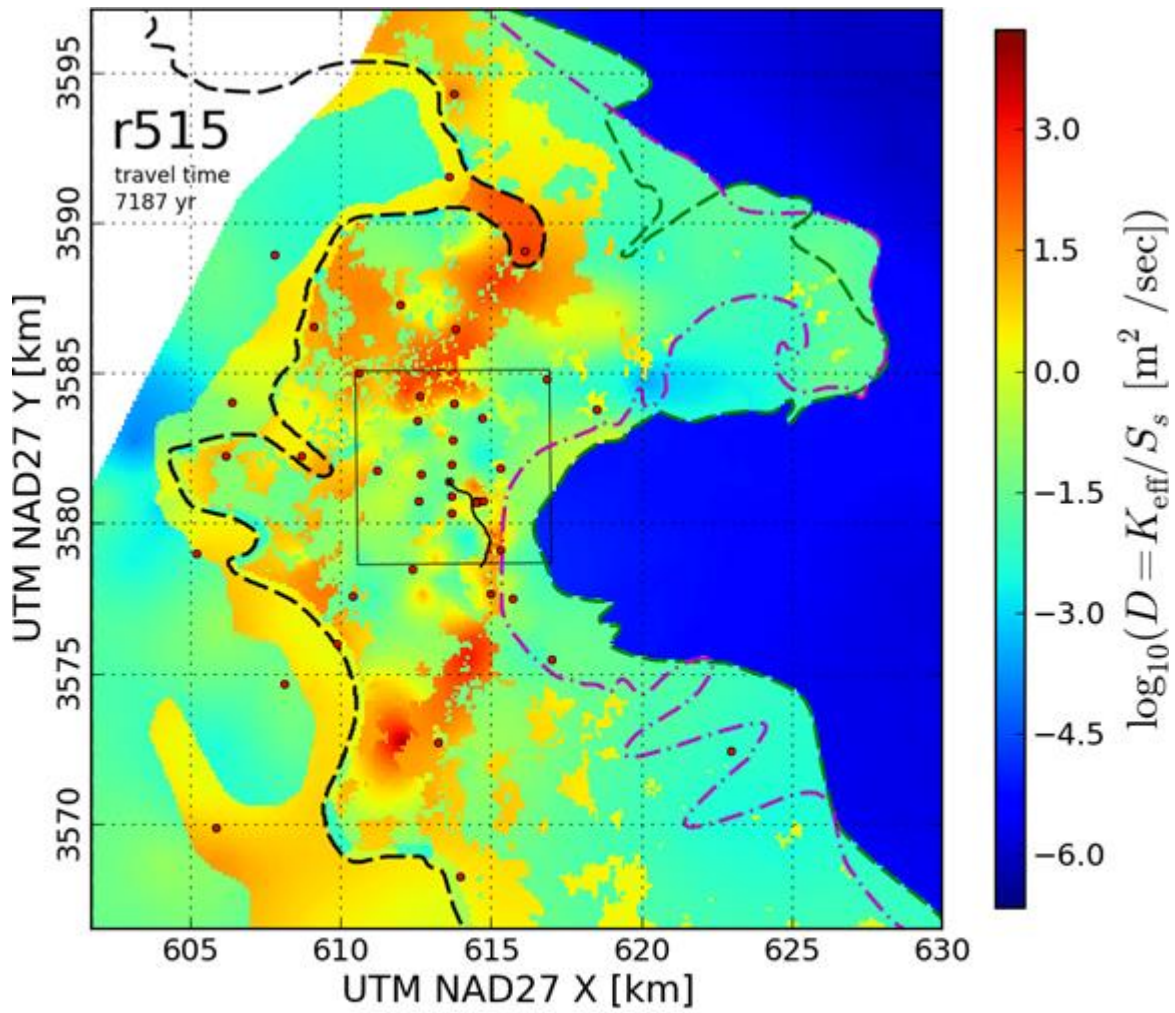 r515
travel time
7187 yr
3595
3590
3585
3580
3575
3570
UTM NAD27 Y [km]
605 610 615 620 625 630
UTM NAD27 X [km]
3.0
1.5
0.0
−1.5
−3.0
−4.5
−6.0
log₁₀(D = K_eff/S_s [m²/sec])